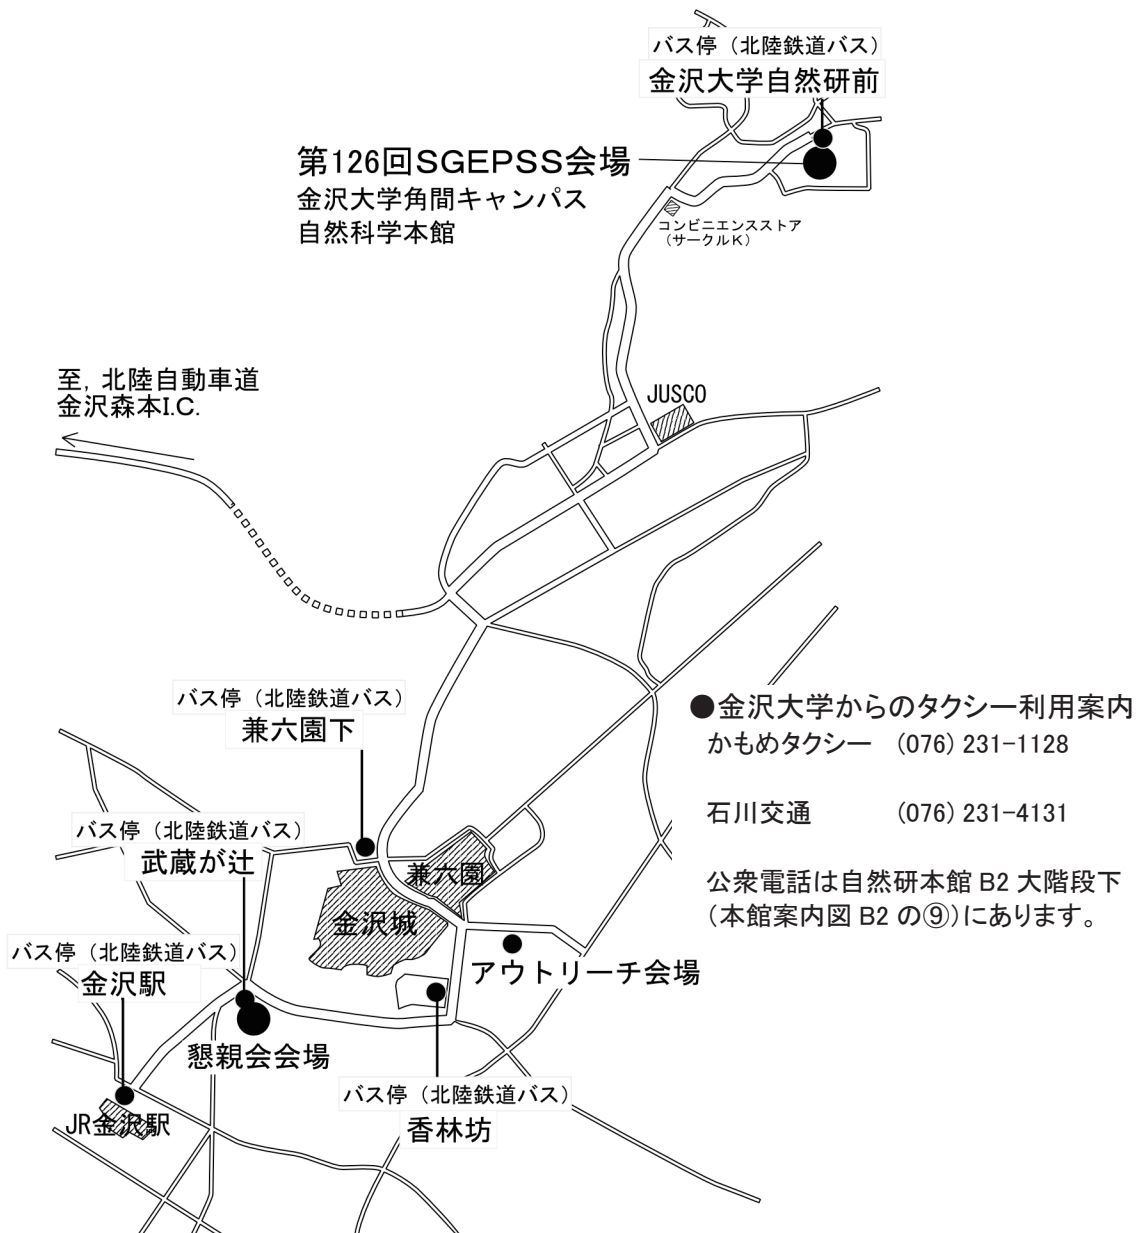 バス停（北陸鉄道バス）
金沢大学自然研前
第126回SGEPSS会場
金沢大学角間キャンパス
自然科学本館
コンビニエンスストア
（サークルK）
至, 北陸自動車道
金沢森本I.C.
JUSCO
バス停（北陸鉄道バス）
兼六園下
●金沢大学からのタクシー利用案内
かもめタクシー (076) 231-1128
石川交通 (076) 231-4131
公衆電話は自然研本館 B2 大階段下
（本館案内図 B2 の⑨)にあります。
バス停（北陸鉄道バス）
武蔵が辻
兼六園
金沢城
バス停（北陸鉄道バス）
金沢駅
アウトリーチ会場
懇親会会場
バス停（北陸鉄道バス）
香林坊
JR金沢駅